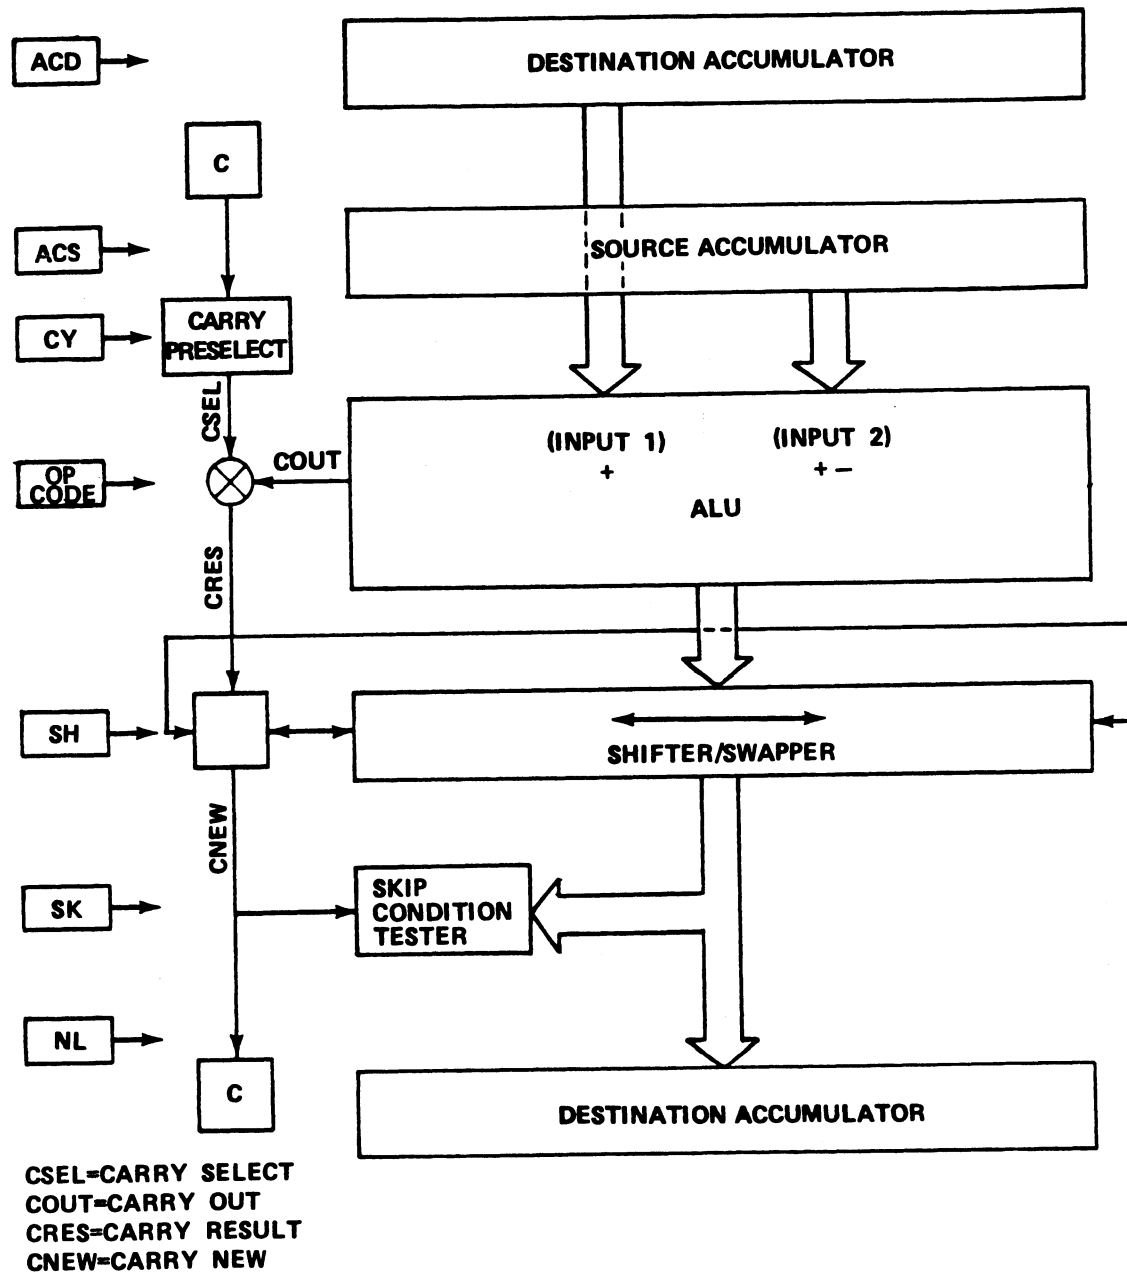 ACD
DESTINATION ACCUMULATOR
C
ACS
SOURCE ACCUMULATOR
CY
CARRY
PRESELECT
CSEL
(INPUT 1)
+
(INPUT 2)
+ −
OP
CODE
COUT
ALU
CRES
SH
SHIFTER/SWAPPER
CNEW
SK
SKIP
CONDITION
TESTER
NL
C
DESTINATION ACCUMULATOR
CSEL=CARRY SELECT
COUT=CARRY OUT
CRES=CARRY RESULT
CNEW=CARRY NEW